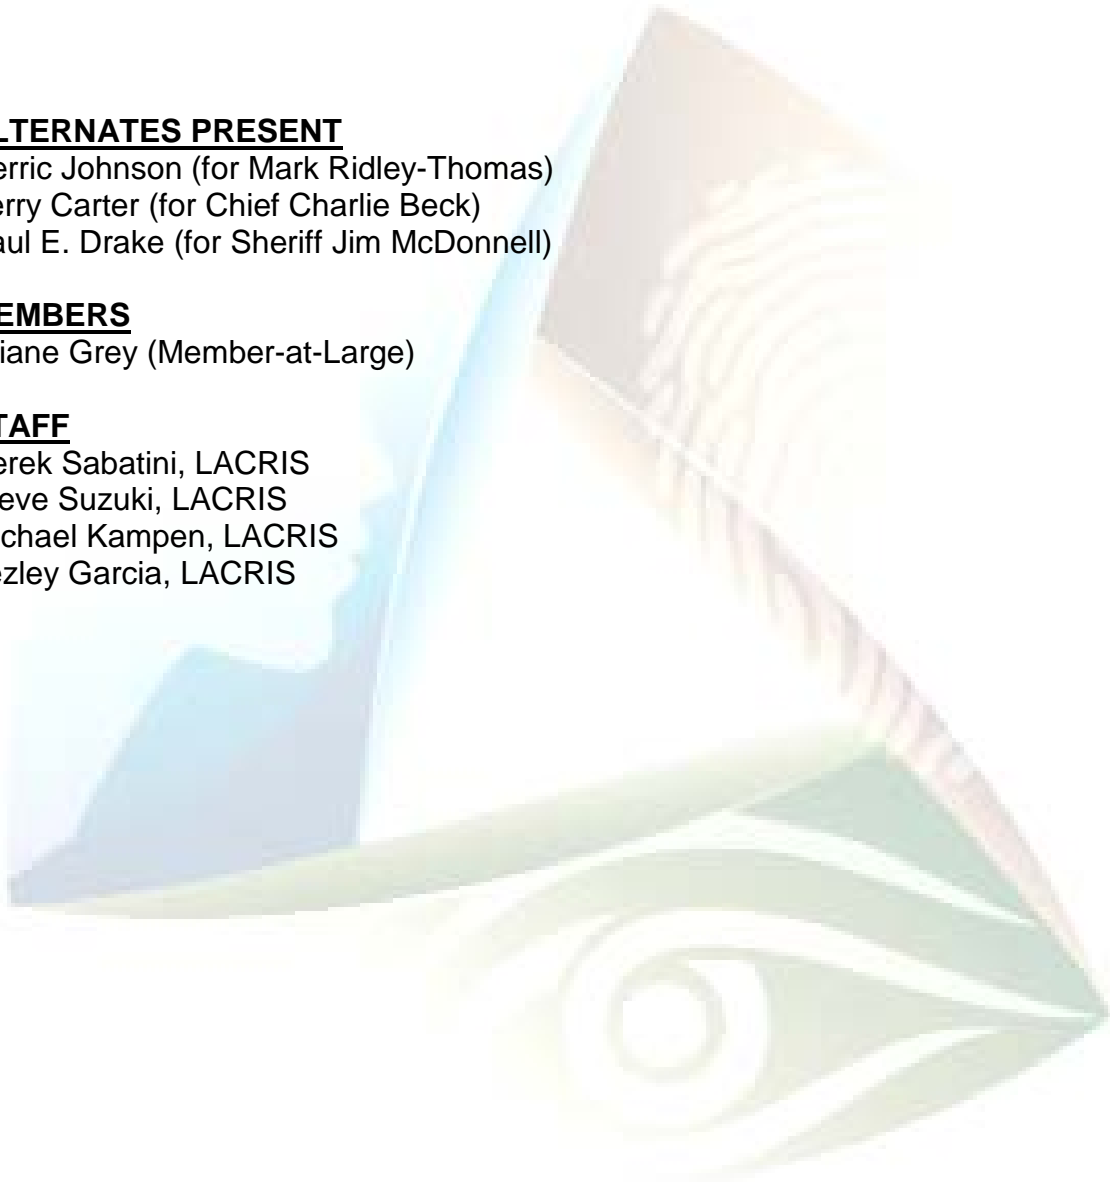 LTERNATES PRESENT
erric Johnson (for Mark Ridley-Thomas)
erry Carter (for Chief Charlie Beck)
aul E. Drake (for Sheriff Jim McDonnell)
EMBERS
iane Grey (Member-at-Large)
TAFF
erek Sabatini, LACRIS
eve Suzuki, LACRIS
chael Kampen, LACRIS
ezley Garcia, LACRIS